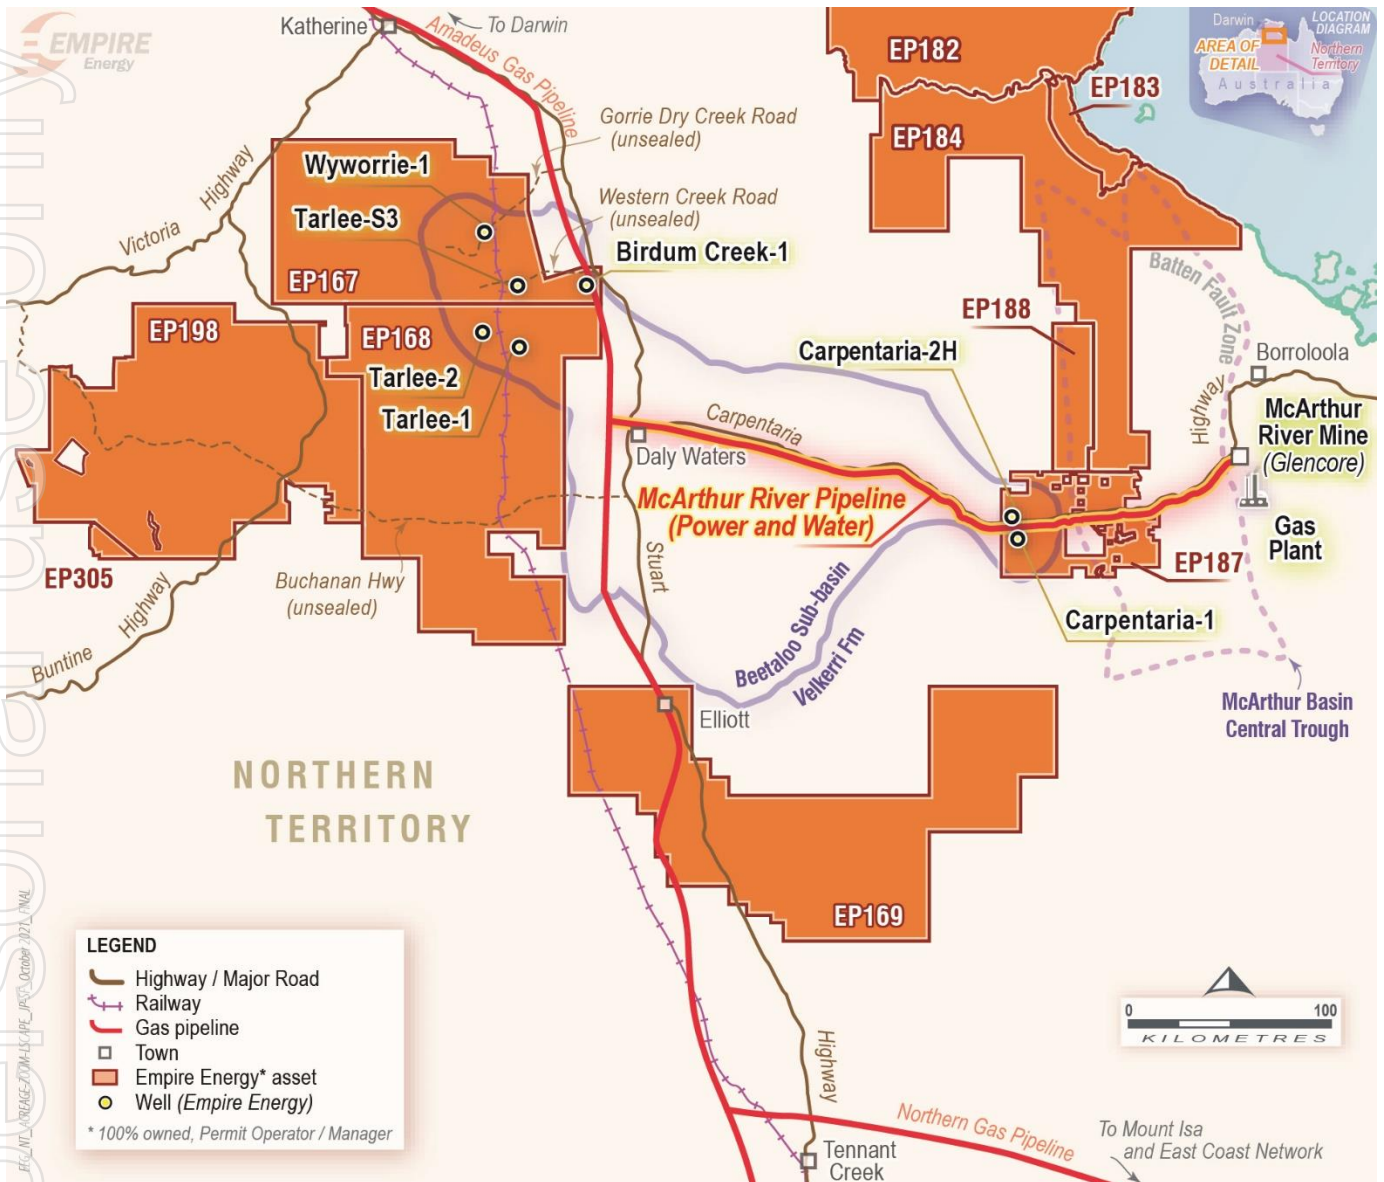 EMPIRE
Energy
Katherine
To Darwin
Amadeus Gas Pipeline
EP182
Darwin
LOCATION
DIAGRAM
AREA OF
DETAIL
Northern
Territory
Australia
EP183
EP184
Gorrie Dry Creek Road
(unsealed)
Wyworrie-1
Western Creek Road
(unsealed)
Tarlee-S3
Victoria
Highway
Birdum Creek-1
EP167
Batten Fault Zone
EP198
EP168
EP188
Carpentaria-2H
Borroloola
Tarlee-2
Tarlee-1
Carpentaria
Highway
McArthur
River Mine
(Glencore)
Daly Waters
McArthur River Pipeline
(Power and Water)
Gas
Plant
Stuart
EP305
Buchanan Hwy
(unsealed)
EP187
Buntine
Highway
Beetaloo Sub-basin
Velkerri Fm
Carpentaria-1
McArthur Basin
Central Trough
Elliott
NORTHERN
TERRITORY
EP169
LEGEND
Highway / Major Road
Railway
Gas pipeline
Town
Empire Energy* asset
Well (Empire Energy)
* 100% owned, Permit Operator / Manager
0 100
KILOMETRES
Highway
Northern Gas Pipeline
To Mount Isa
and East Coast Network
Tennant
Creek